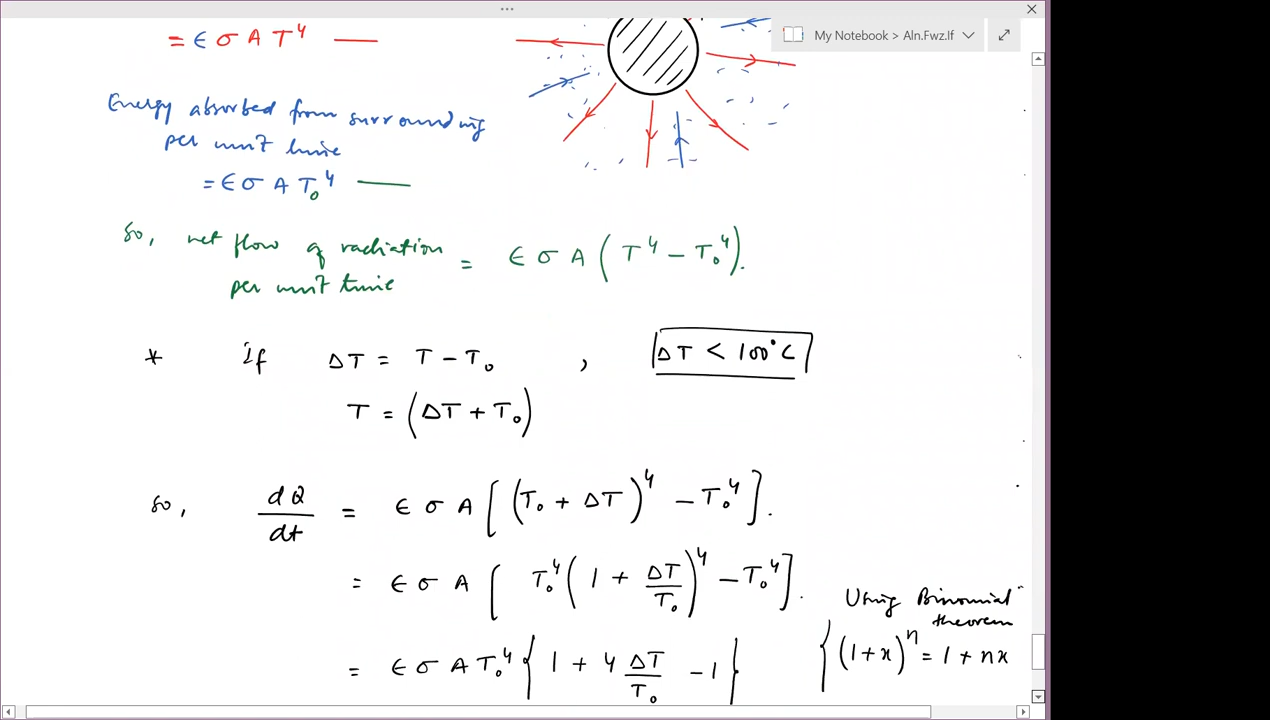 My Notebook > Aln.Fwz.If
= ϵ σ A T⁴ —
Energy absorbed from surrounding
per unit time
= ϵ σ A T₀⁴ —
So, net flow of radiation
per unit time = ϵ σ A ( T⁴ − T₀⁴ ).
* If ΔT = T − T₀ , ΔT < 100°C
T = (ΔT + T₀)
So, dQ/dt = ϵ σ A [ (T₀ + ΔT)⁴ − T₀⁴ ].
= ϵ σ A [ T₀⁴ ( 1 + ΔT/T₀ )⁴ − T₀⁴ ].
Using Binomial
theorem
= ϵ σ A T₀⁴ { 1 + 4 ΔT/T₀ − 1 } { (1+x)ⁿ = 1 + nx